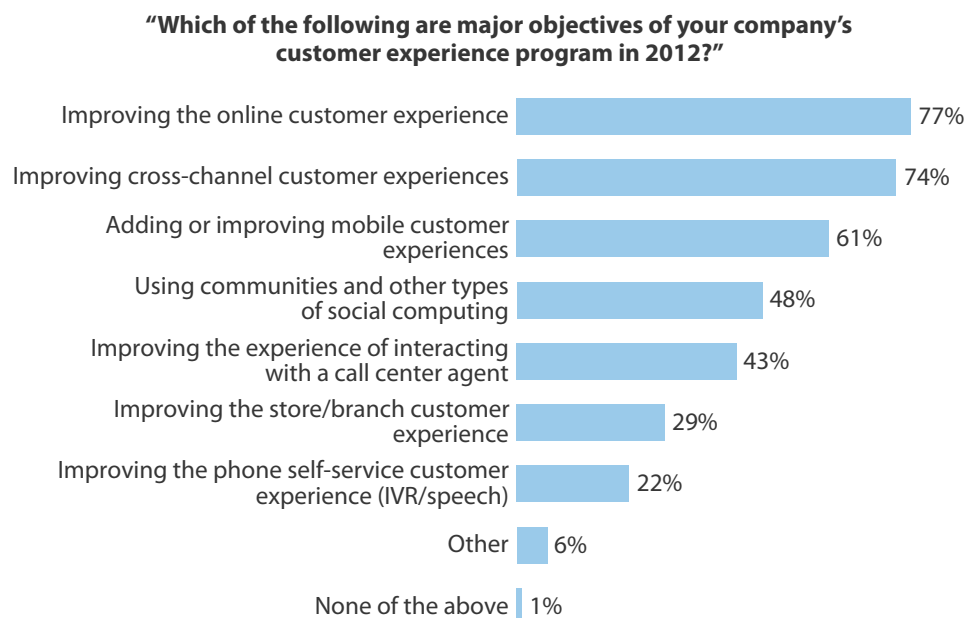 “Which of the following are major objectives of your company’s
customer experience program in 2012?”
Improving the online customer experience 77%
Improving cross-channel customer experiences 74%
Adding or improving mobile customer
experiences 61%
Using communities and other types
of social computing 48%
Improving the experience of interacting
with a call center agent 43%
Improving the store/branch customer
experience 29%
Improving the phone self-service customer
experience (IVR/speech) 22%
Other 6%
None of the above 1%